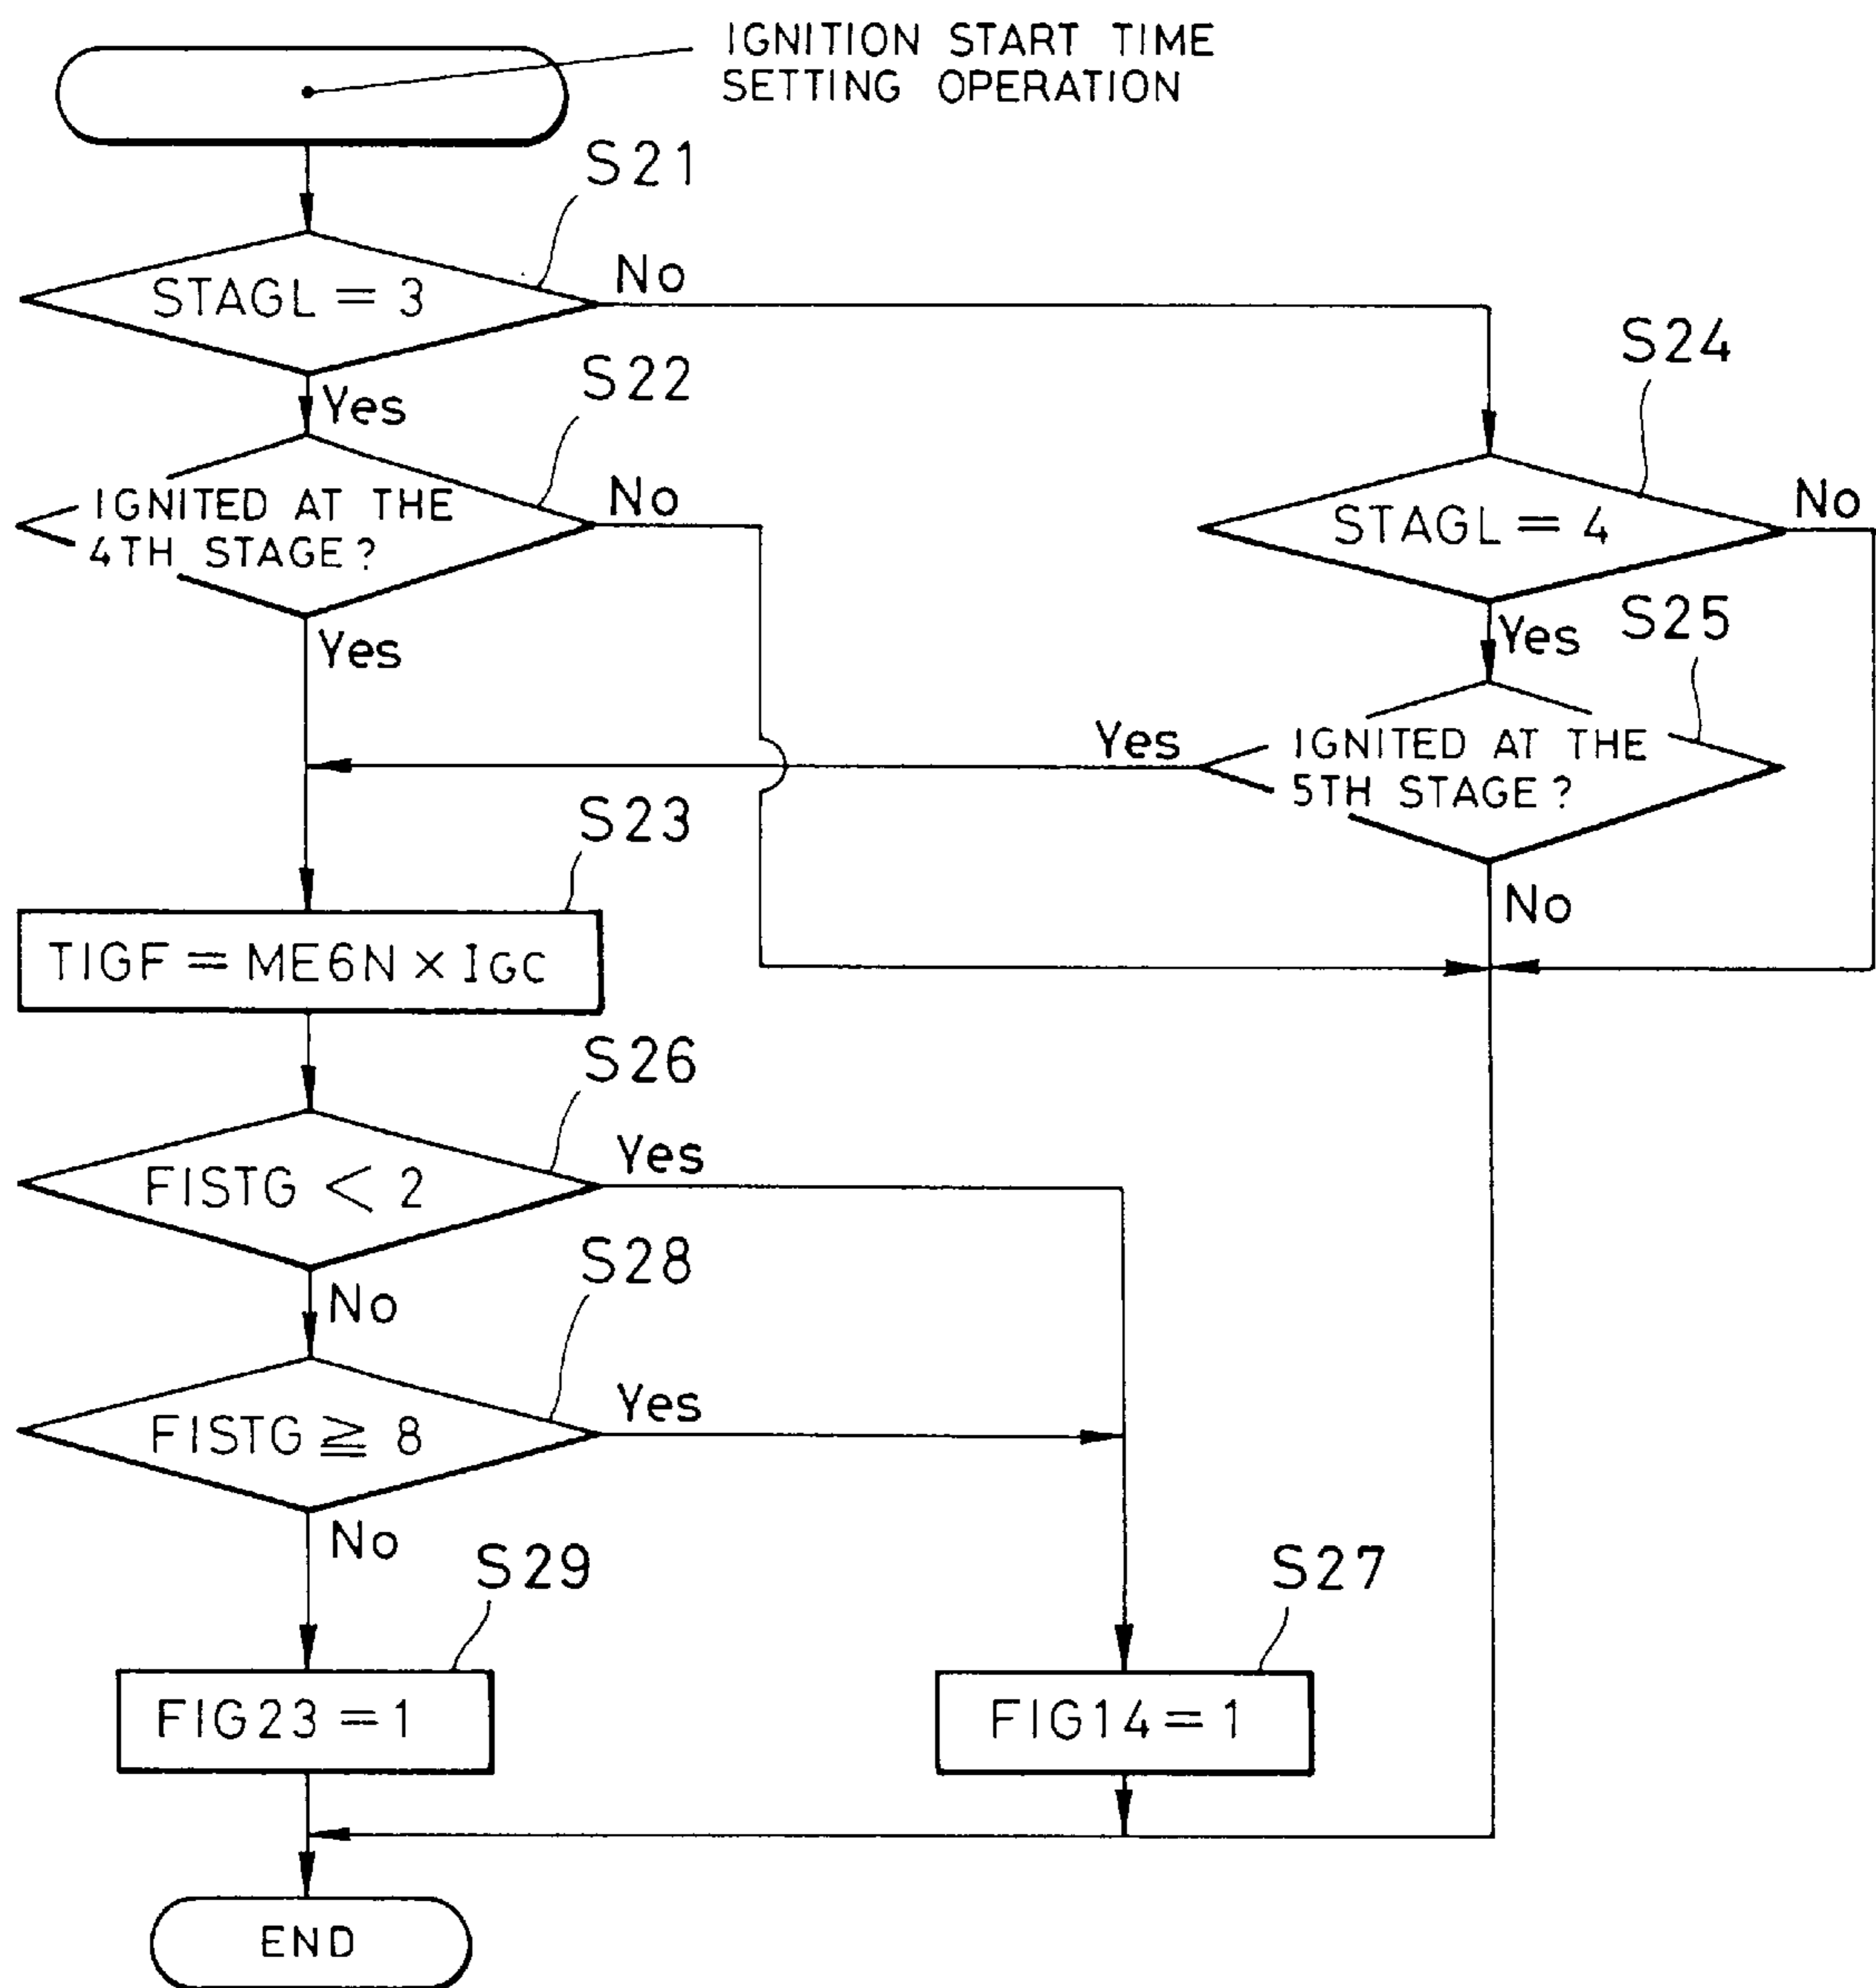 IGNITION START TIME
SETTING OPERATION
S21
STAGL = 3
No
S24
Yes
S22
IGNITED AT THE
4TH STAGE?
No
STAGL = 4
No
Yes
S25
Yes
Yes
IGNITED AT THE
5TH STAGE?
S23
No
TIGF = ME6N × IGC
S26
FISTG < 2
Yes
S28
No
FISTG ≧ 8
Yes
No
S29
S27
FIG23 = 1
FIG14 = 1
END